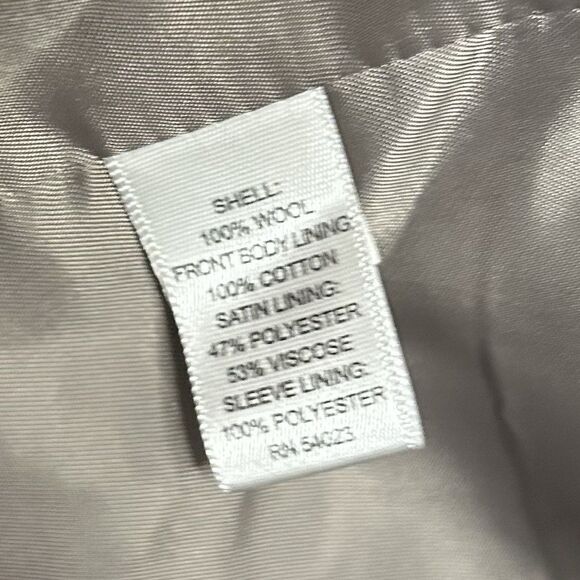 SHELL:
100% WOOL
FRONT BODY LINING:
100% COTTON
SATIN LINING:
47% POLYESTER
53% VISCOSE
SLEEVE LINING:
100% POLYESTER
RN 54023